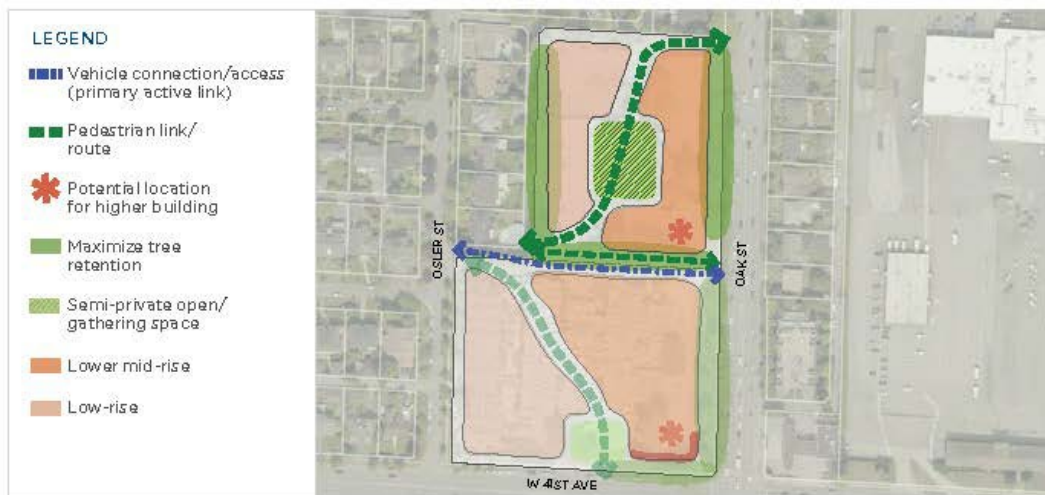 LEGEND
Vehicle connection/access
(primary active link)
Pedestrian link/
route
Potential location
for higher building
Maximize tree
retention
Semi-private open/
gathering space
Lower mid-rise
Low-rise
OSLER ST
OAK ST
W 41ST AVE